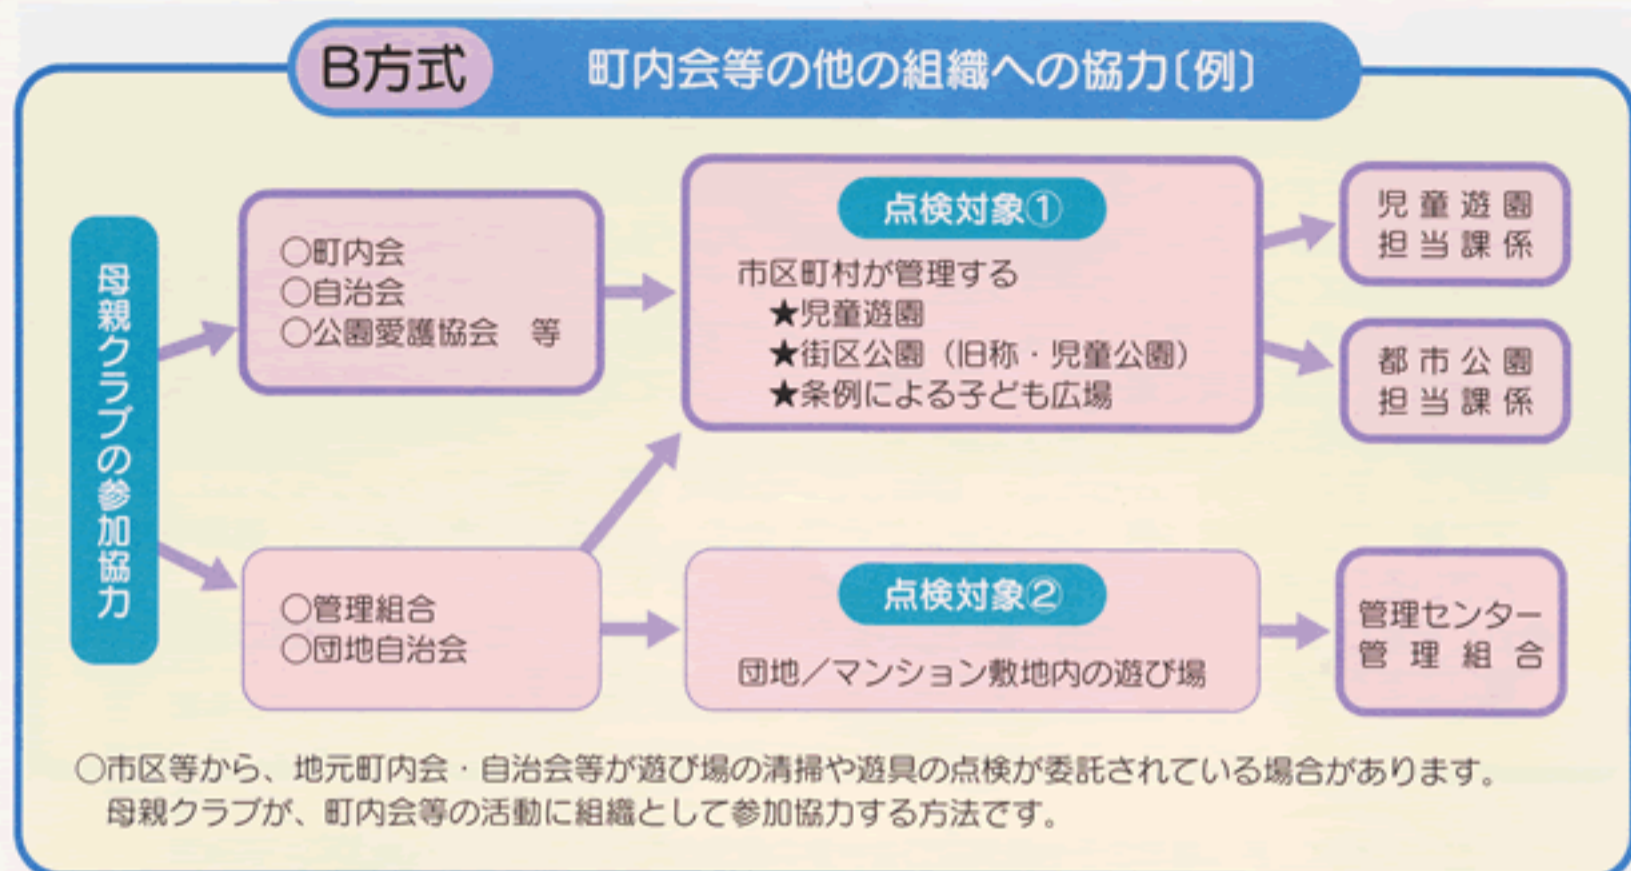 B方式 町内会等の他の組織への協力〔例〕
母親クラブの参加協力
○町内会
○自治会
○公園愛護協会　等
点検対象①
市区町村が管理する
★児童遊園
★街区公園（旧称・児童公園）
★条例による子ども広場
児童遊園
担当課係
都市公園
担当課係
○管理組合
○団地自治会
点検対象②
団地／マンション敷地内の遊び場
管理センター
管理組合
○市区等から、地元町内会・自治会等が遊び場の清掃や遊具の点検が委託されている場合があります。
母親クラブが、町内会等の活動に組織として参加協力する方法です。